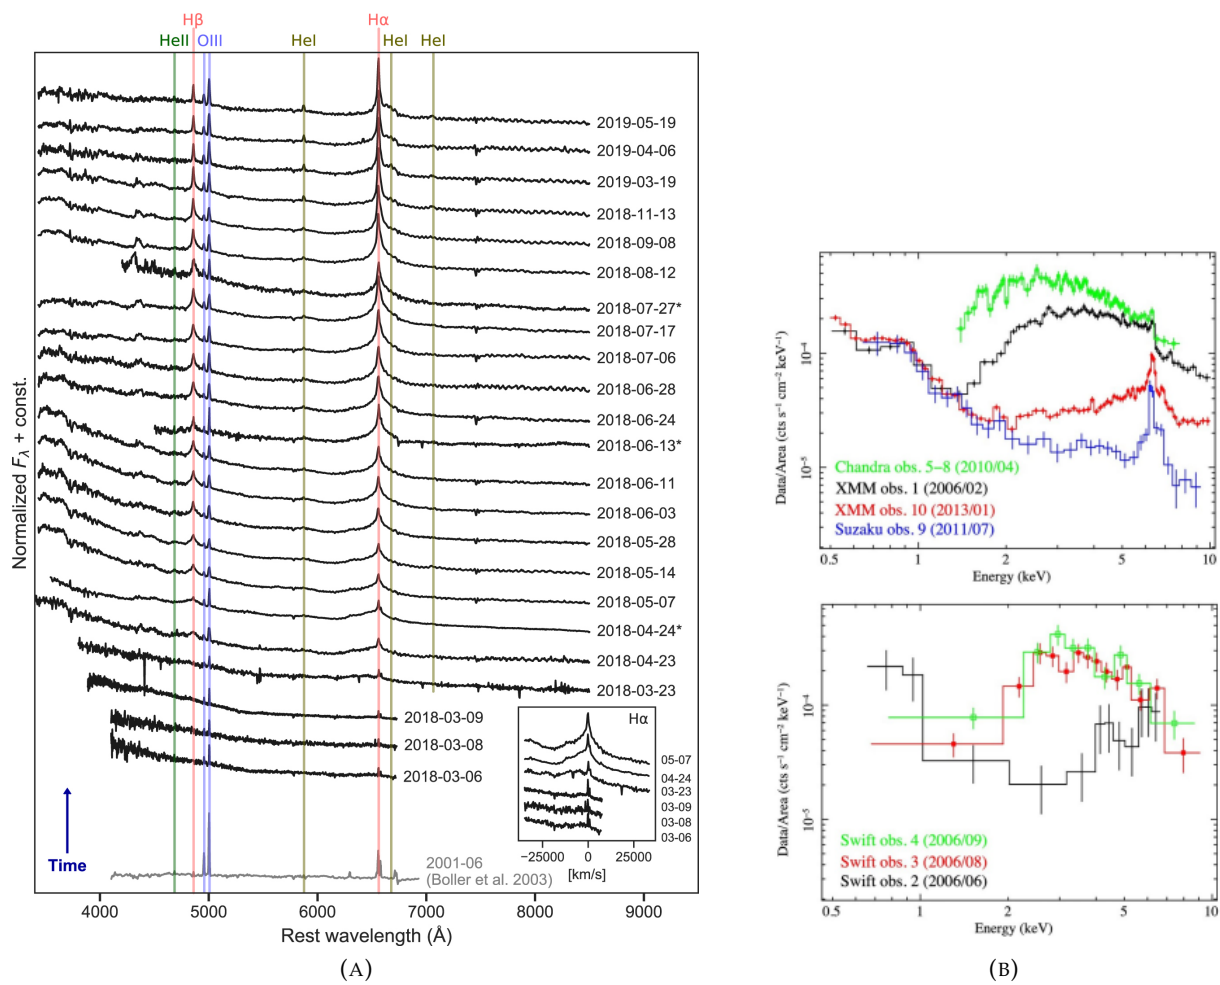 Hβ Hα
HeII OIII HeI HeI HeI
2019-05-19
2019-04-06
2019-03-19
2018-11-13
2018-09-08
2018-08-12
2018-07-27*
2018-07-17
2018-07-06
2018-06-28
2018-06-24
2018-06-13*
2018-06-11
2018-06-03
2018-05-28
2018-05-14
2018-05-07
2018-04-24*
2018-04-23
2018-03-23
2018-03-09
2018-03-08
2018-03-06
Normalized Fλ + const.
Time
Hα
05-07
04-24
03-23
03-09
03-08
03-06
−25000 0 25000
[km/s]
2001-06
(Boller et al. 2003)
4000 5000 6000 7000 8000 9000
Rest wavelength (Å)
(A)
Data/Area (cts s⁻¹ cm⁻² keV⁻¹)
10⁻⁴
10⁻⁵
Chandra obs. 5−8 (2010/04)
XMM obs. 1 (2006/02)
XMM obs. 10 (2013/01)
Suzaku obs. 9 (2011/07)
0.5 1 2 5 10
Energy (keV)
Data/Area (cts s⁻¹ cm⁻² keV⁻¹)
10⁻⁴
10⁻⁵
Swift obs. 4 (2006/09)
Swift obs. 3 (2006/08)
Swift obs. 2 (2006/06)
0.5 1 2 5 10
Energy (keV)
(B)